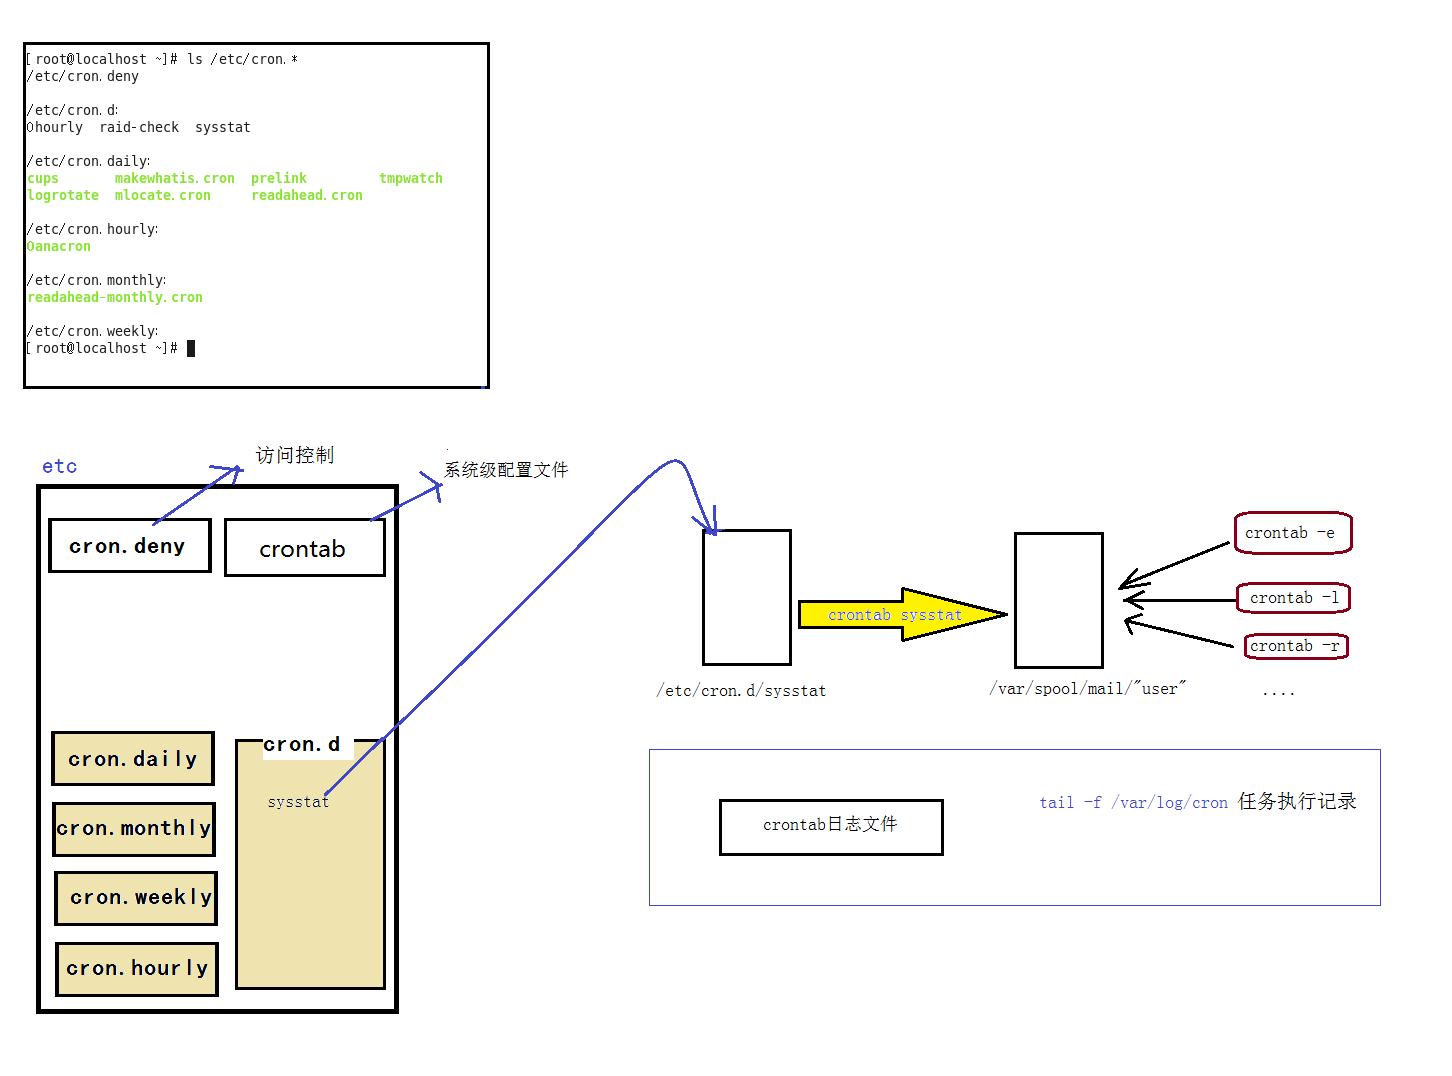 [root@localhost ~]# ls /etc/cron.*
/etc/cron.deny
/etc/cron.d:
0hourly  raid-check  sysstat
/etc/cron.daily:
cups       makewhatis.cron  prelink         tmpwatch
logrotate  mlocate.cron     readahead.cron
/etc/cron.hourly:
0anacron
/etc/cron.monthly:
readahead-monthly.cron
/etc/cron.weekly:
[root@localhost ~]#
etc
访问控制
系统级配置文件
cron.deny
crontab
cron.daily
cron.monthly
cron.weekly
cron.hourly
cron.d
sysstat
crontab sysstat
/etc/cron.d/sysstat
/var/spool/mail/"user"
crontab -e
crontab -l
crontab -r
....
crontab日志文件
tail -f /var/log/cron 任务执行记录